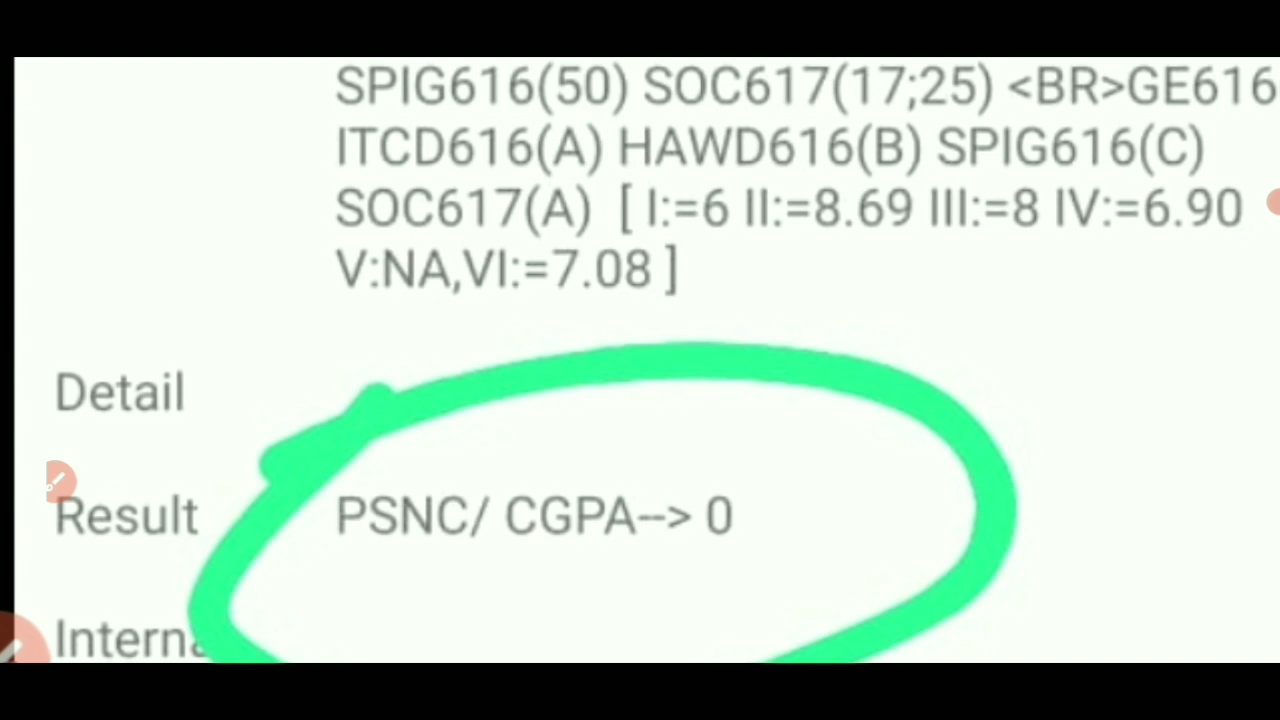 SPIG616(50) SOC617(17;25) <BR>GE616
ITCD616(A) HAWD616(B) SPIG616(C)
SOC617(A) [ I:=6 II:=8.69 III:=8 IV:=6.90
V:NA,VI:=7.08 ]
Detail
Result PSNC/ CGPA--> 0
Interna